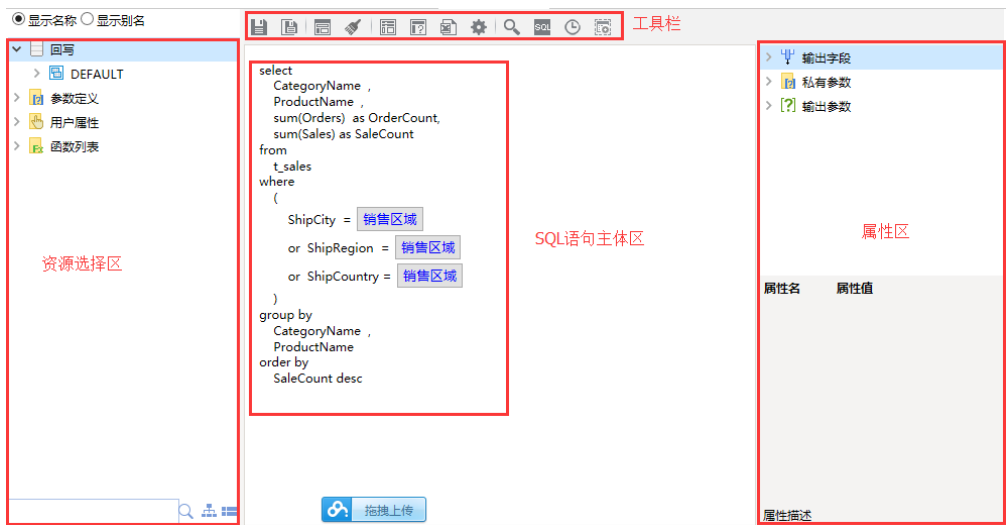 显示名称 显示别名
回写
DEFAULT
参数定义
用户属性
函数列表
资源选择区
工具栏
SQL
select
CategoryName ,
ProductName ,
sum(Orders) as OrderCount,
sum(Sales) as SaleCount
from
t_sales
where
(
ShipCity = 销售区域
or ShipRegion = 销售区域
or ShipCountry = 销售区域
)
group by
CategoryName ,
ProductName
order by
SaleCount desc
SQL语句主体区
拖拽上传
输出字段
私有参数
[?] 输出参数
属性区
属性名 属性值
属性描述